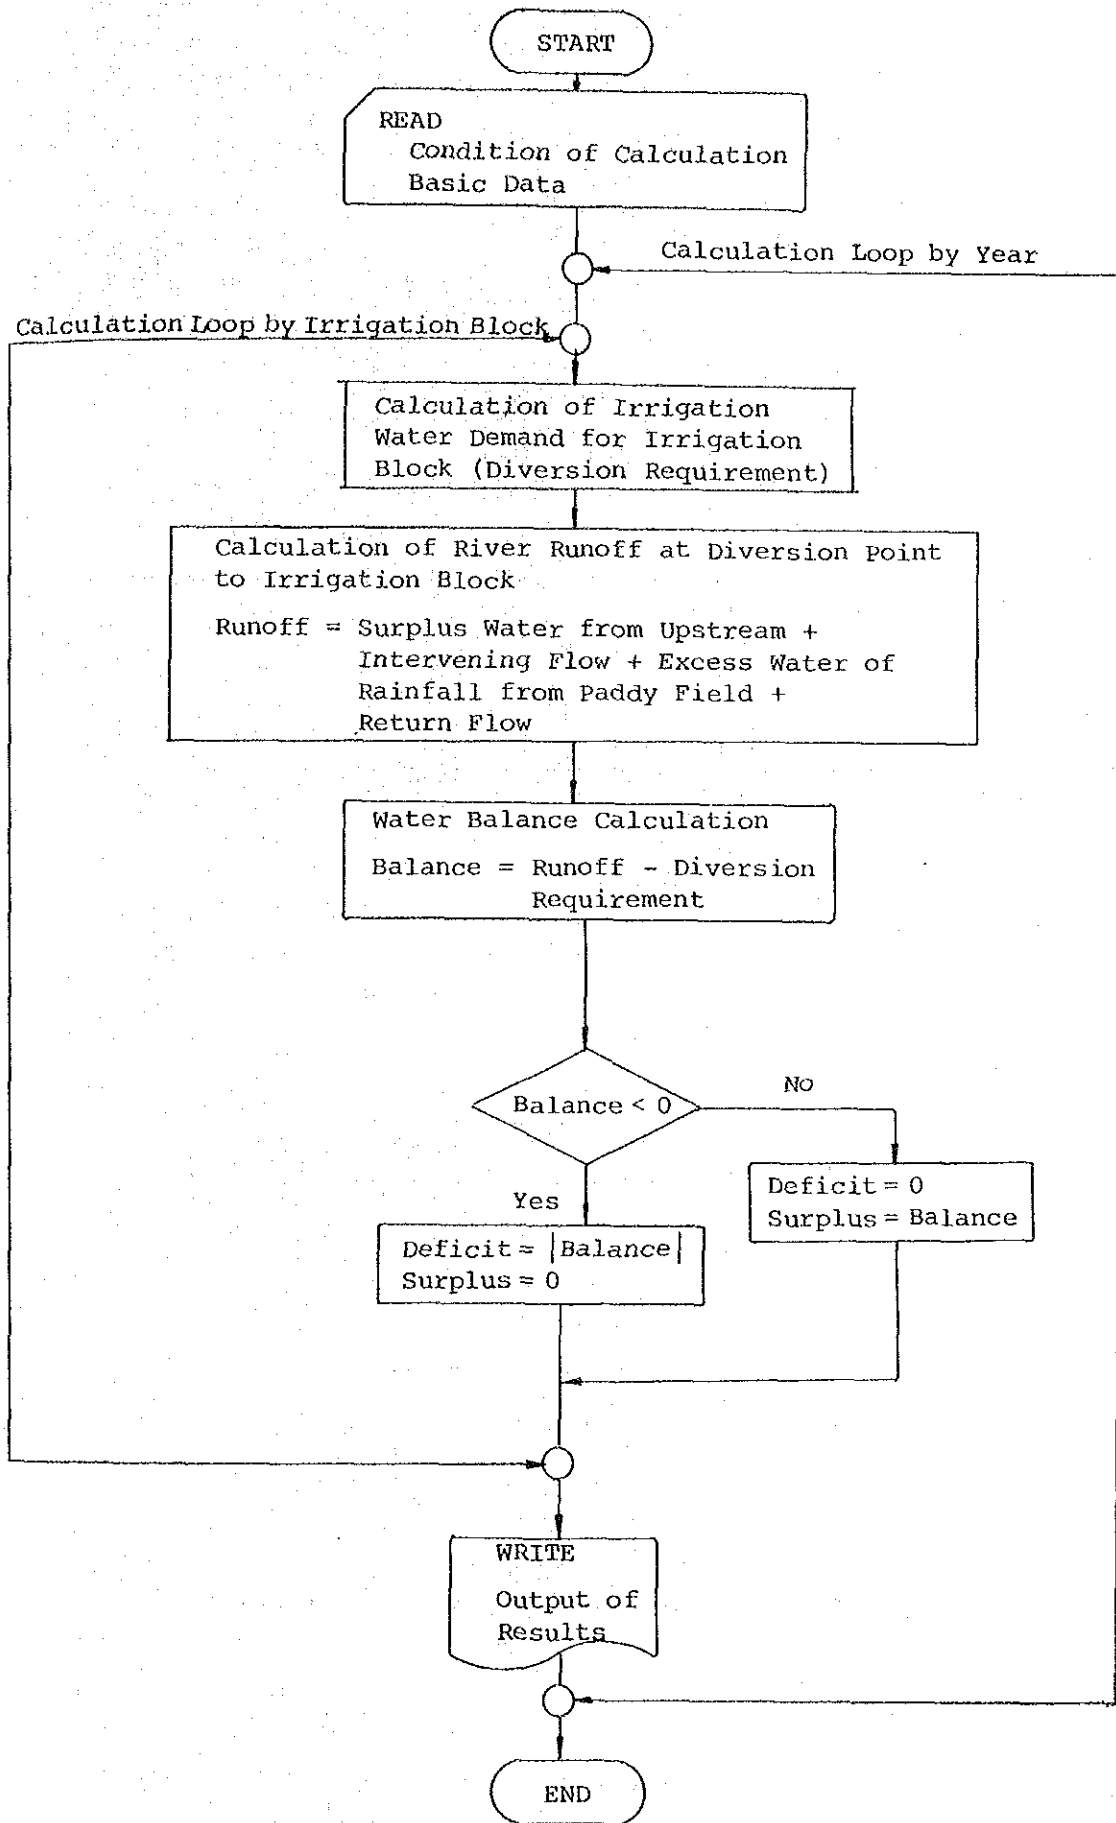 START
READ
Condition of Calculation
Basic Data
Calculation Loop by Year
Calculation Loop by Irrigation Block
Calculation of Irrigation
Water Demand for Irrigation
Block (Diversion Requirement)
Calculation of River Runoff at Diversion Point
to Irrigation Block
Runoff = Surplus Water from Upstream +
Intervening Flow + Excess Water of
Rainfall from Paddy Field +
Return Flow
Water Balance Calculation
Balance = Runoff - Diversion
Requirement
Balance < 0
No
Yes
Deficit = 0
Surplus = Balance
Deficit = |Balance|
Surplus = 0
WRITE
Output of
Results
END